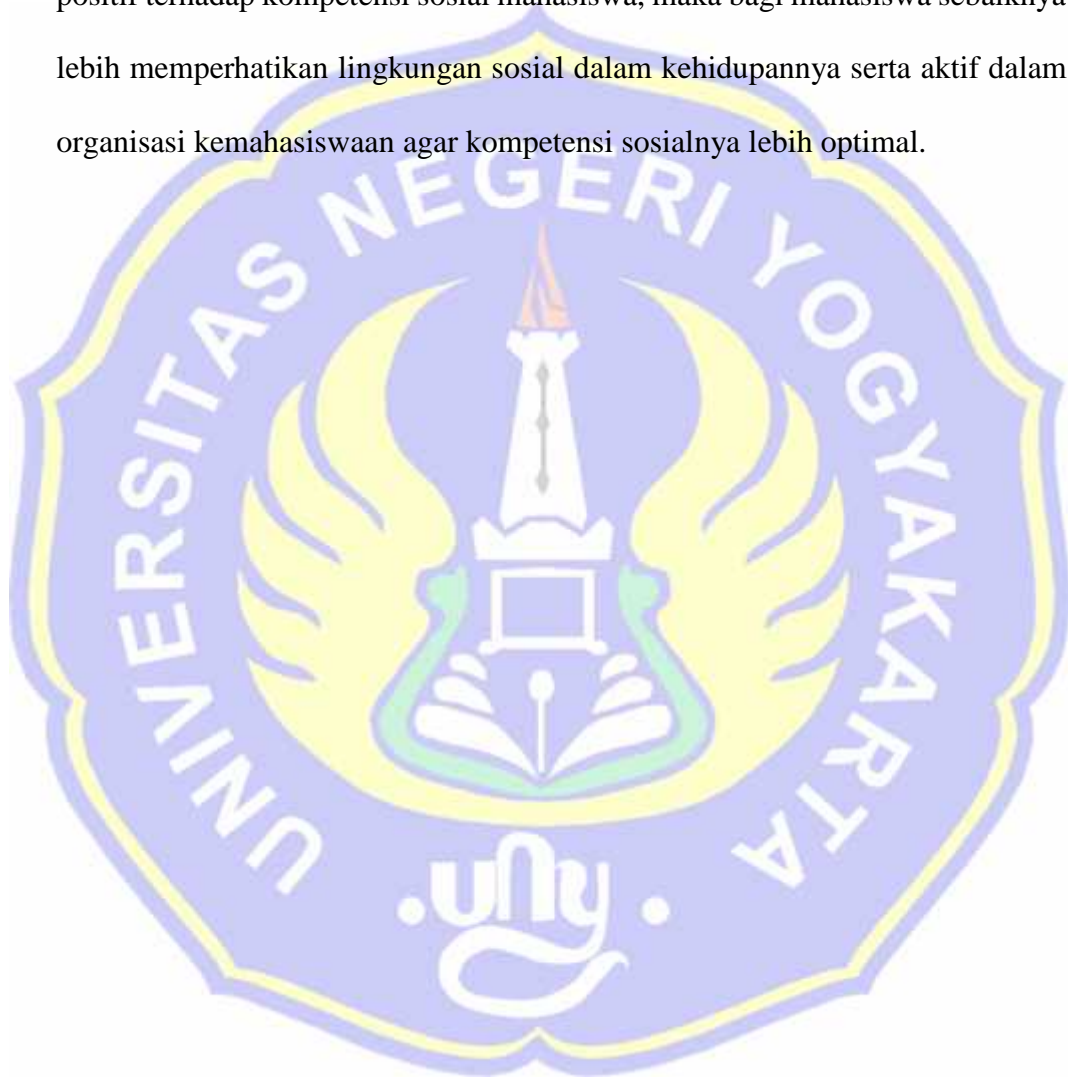 positif terhadap kompetensi sosial mahasiswa, maka bagi mahasiswa sebaiknya
lebih memperhatikan lingkungan sosial dalam kehidupannya serta aktif dalam
organisasi kemahasiswaan agar kompetensi sosialnya lebih optimal.
UNIVERSITAS NEGERI YOGYAKARTA
.uny.